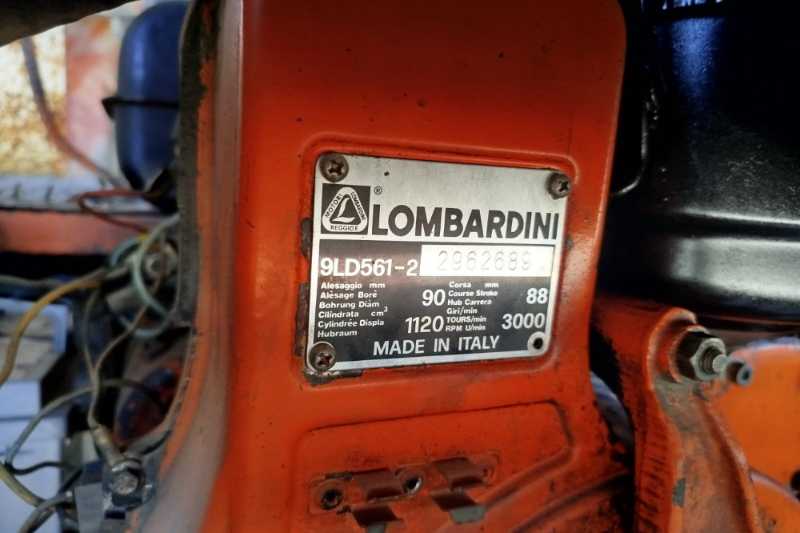 MOTORI LOMBARDINI
REGGIO E
® LOMBARDINI
9LD561-2 2962689
Alesaggio mm Corsa mm
Alésage Boré 90 Course Stroke 88
Bohrung Diám Hub Carrera
Cilindrata cm³ Giri/min
Cylindrée Displa 1120 TOURS/min 3000
Hubraum RPM U/min
MADE IN ITALY